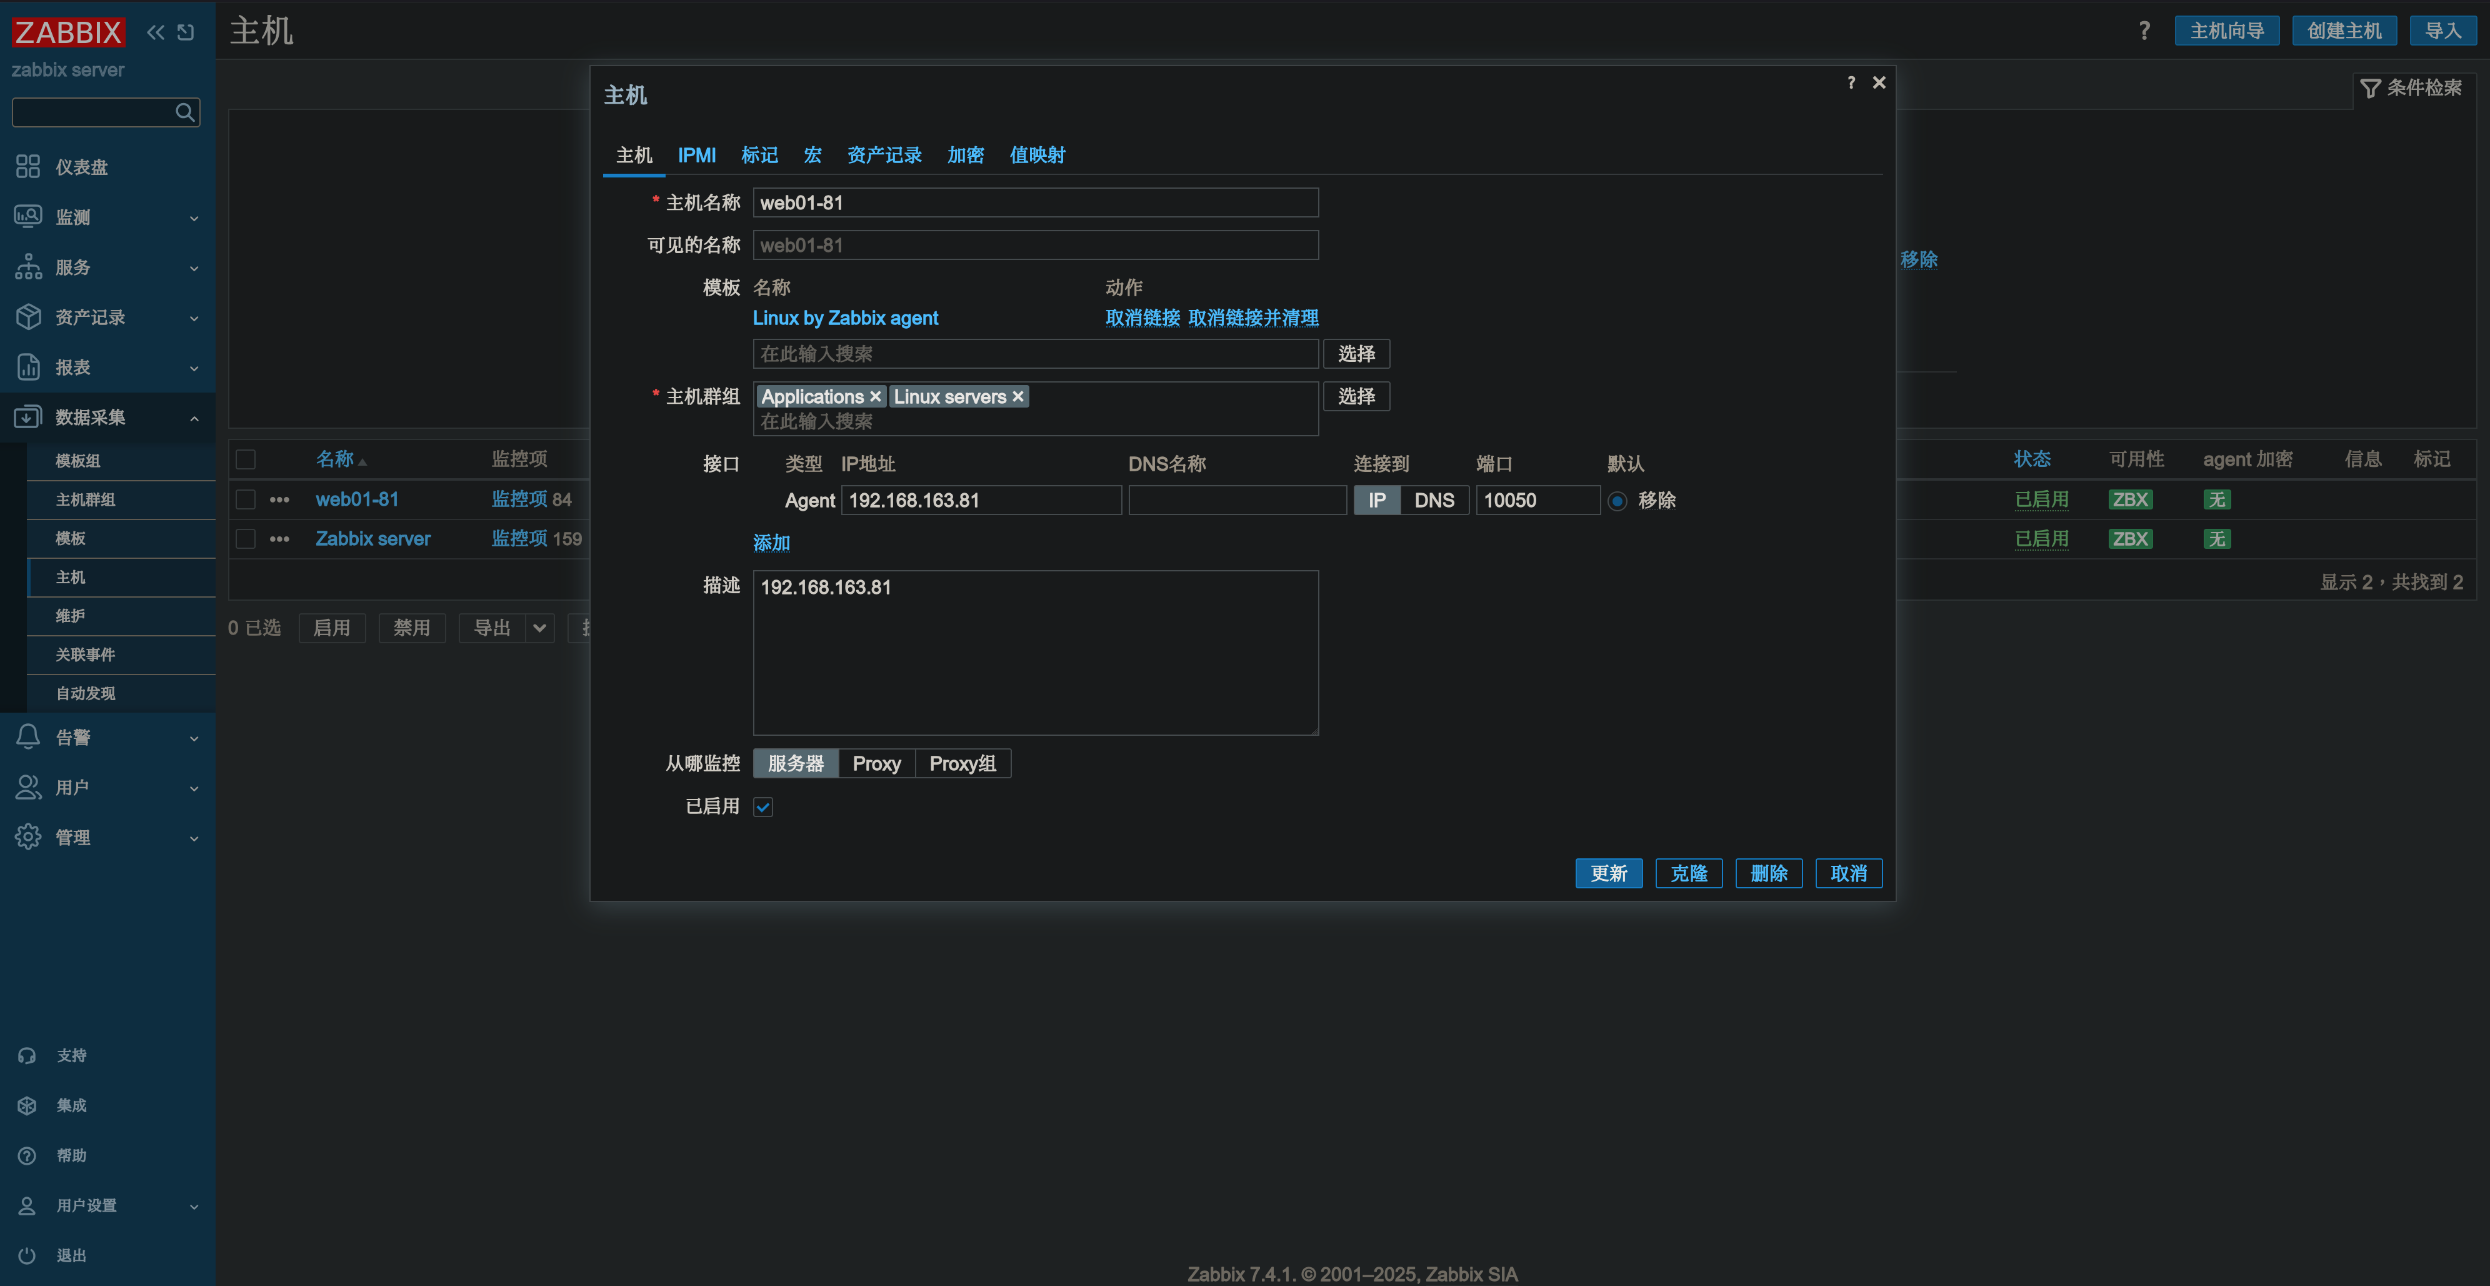 ZABBIX
zabbix server
仪表盘
监测
服务
资产记录
报表
数据采集
模板组
主机群组
模板
主机
维护
关联事件
自动发现
告警
用户
管理
支持
集成
帮助
用户设置
退出
主机
? 主机向导 创建主机 导入
条件检索
移除
名称 监控项 状态 可用性 agent 加密 信息 标记
web01-81 监控项 84 已启用 ZBX 无
Zabbix server 监控项 159 已启用 ZBX 无
显示 2，共找到 2
0 已选 启用 禁用 导出
主机
?
主机 IPMI 标记 宏 资产记录 加密 值映射
* 主机名称 web01-81
可见的名称 web01-81
模板 名称 动作
Linux by Zabbix agent 取消链接 取消链接并清理
在此输入搜索 选择
* 主机群组 Applications Linux servers 选择
在此输入搜索
接口 类型 IP地址 DNS名称 连接到 端口 默认
Agent 192.168.163.81 IP DNS 10050 移除
添加
描述 192.168.163.81
从哪监控 服务器 Proxy Proxy组
已启用
更新 克隆 删除 取消
Zabbix 7.4.1. © 2001–2025, Zabbix SIA